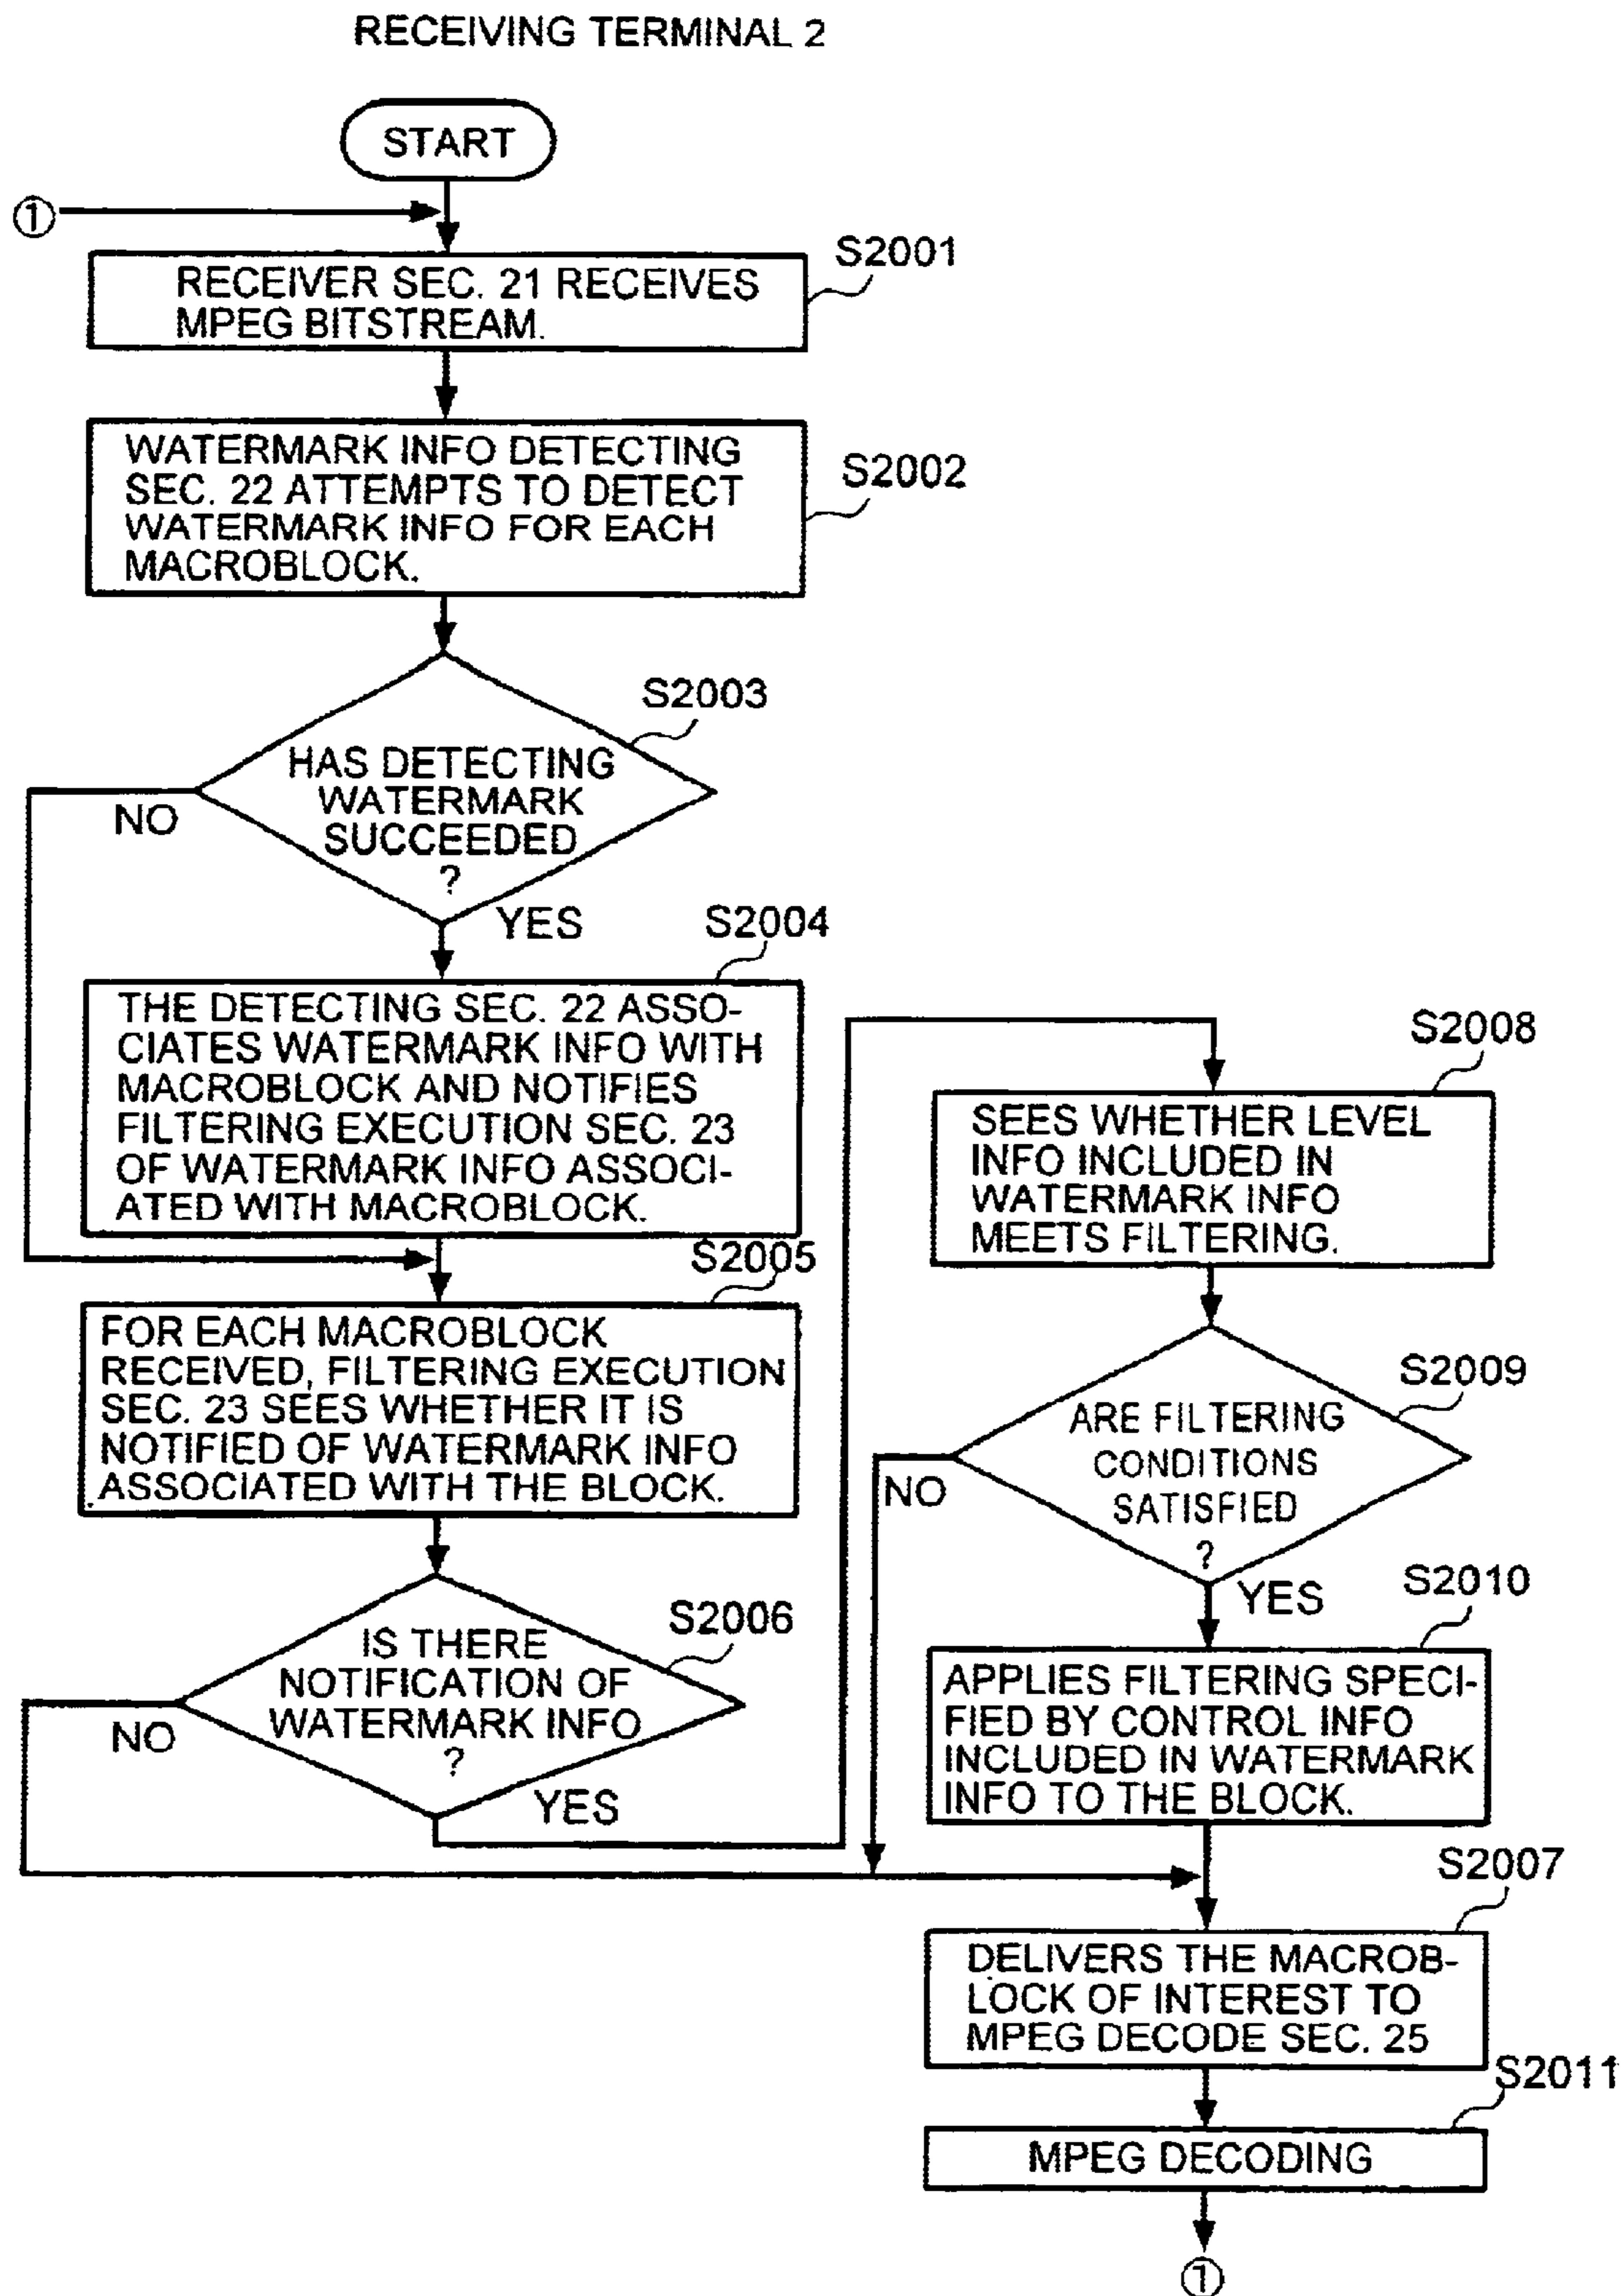 RECEIVING TERMINAL 2
START
①
S2001
RECEIVER SEC. 21 RECEIVES
MPEG BITSTREAM.
S2002
WATERMARK INFO DETECTING
SEC. 22 ATTEMPTS TO DETECT
WATERMARK INFO FOR EACH
MACROBLOCK.
S2003
HAS DETECTING
WATERMARK
SUCCEEDED
?
NO
YES
S2004
THE DETECTING SEC. 22 ASSO-
CIATES WATERMARK INFO WITH
MACROBLOCK AND NOTIFIES
FILTERING EXECUTION SEC. 23
OF WATERMARK INFO ASSOCI-
ATED WITH MACROBLOCK.
S2005
FOR EACH MACROBLOCK
RECEIVED, FILTERING EXECUTION
SEC. 23 SEES WHETHER IT IS
NOTIFIED OF WATERMARK INFO
ASSOCIATED WITH THE BLOCK.
S2006
IS THERE
NOTIFICATION OF
WATERMARK INFO
?
NO
YES
S2008
SEES WHETHER LEVEL
INFO INCLUDED IN
WATERMARK INFO
MEETS FILTERING.
S2009
ARE FILTERING
CONDITIONS
SATISFIED
?
NO
YES
S2010
APPLIES FILTERING SPECI-
FIED BY CONTROL INFO
INCLUDED IN WATERMARK
INFO TO THE BLOCK.
S2007
DELIVERS THE MACROB-
LOCK OF INTEREST TO
MPEG DECODE SEC. 25
S2011
MPEG DECODING
①